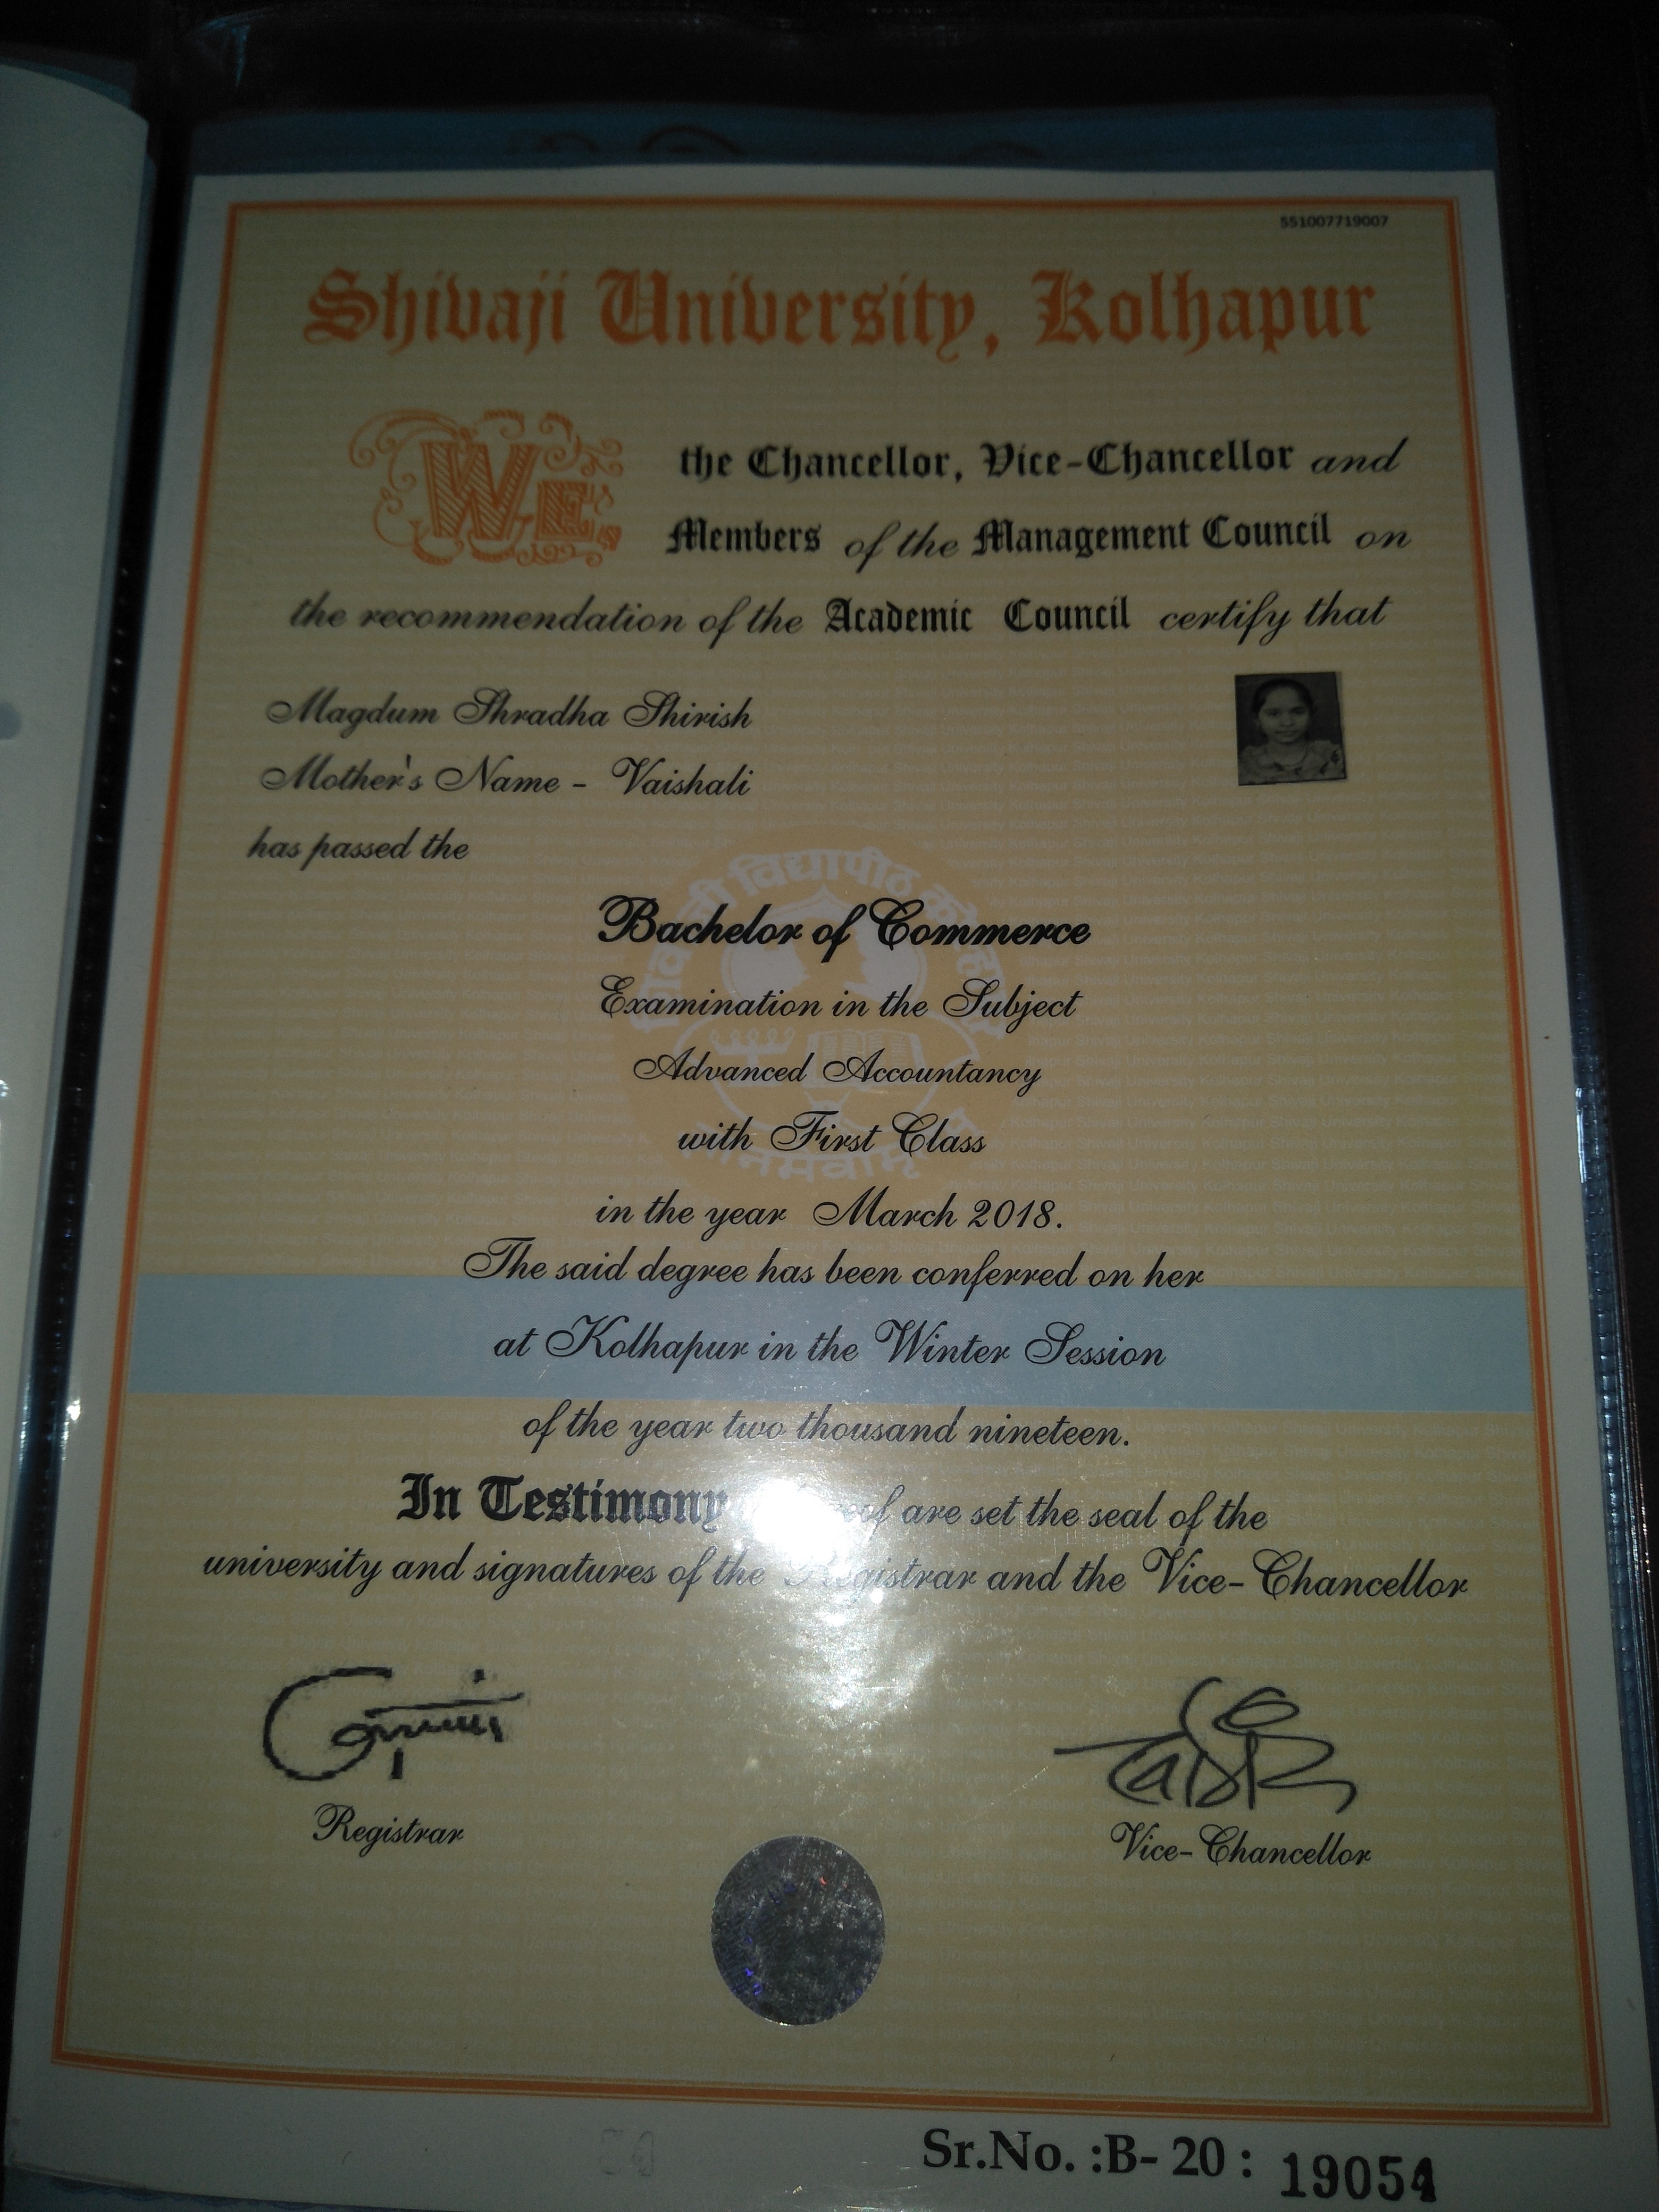 551007719007
Shivaji University, Kolhapur
WE the Chancellor, Vice-Chancellor and
Members of the Management Council on
the recommendation of the Academic Council certify that
Magdum Shradha Shirish
Mother's Name - Vaishali
has passed the
Bachelor of Commerce
Examination in the Subject
Advanced Accountancy
with First Class
in the year March 2018.
The said degree has been conferred on her
at Kolhapur in the Winter Session
of the year two thousand nineteen.
In Testimony are set the seal of the
university and signatures of the Registrar and the Vice-Chancellor
Registrar
Vice-Chancellor
Sr.No. :B- 20 : 19054